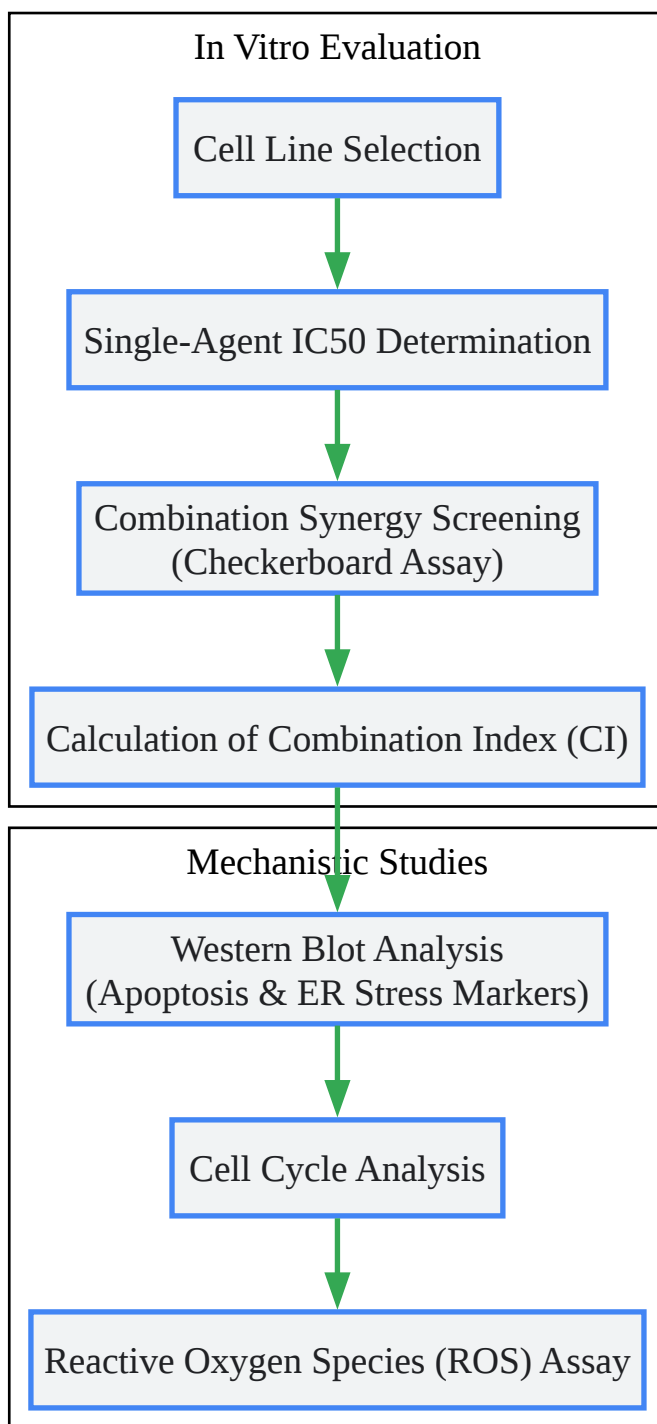 In Vitro Evaluation
Cell Line Selection
Single-Agent IC50 Determination
Combination Synergy Screening
(Checkerboard Assay)
Calculation of Combination Index (CI)
Mechanistic Studies
Western Blot Analysis
(Apoptosis & ER Stress Markers)
Cell Cycle Analysis
Reactive Oxygen Species (ROS) Assay